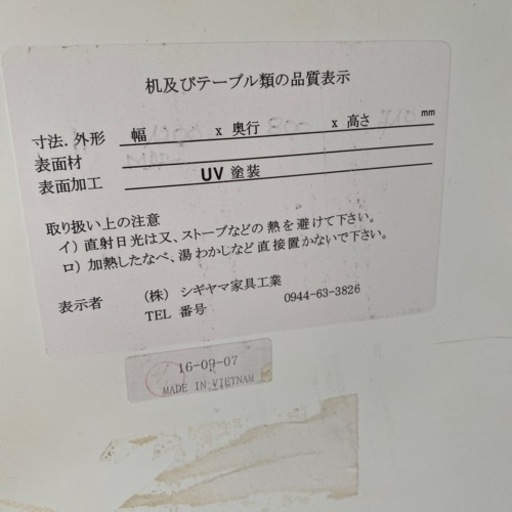 机及びテーブル類の品質表示
寸法. 外形 幅 x 奥行 x 高さ mm
表面材
表面加工 UV 塗装
取り扱い上の注意
イ) 直射日光は又、ストーブなどの熱を避けて下さい。
ロ) 加熱したなべ、湯わかしなど直接置かないで下さい。
表示者 (株) シギヤマ家具工業
TEL 番号 0944-63-3826
16-09-07
MADE IN VIETNAM